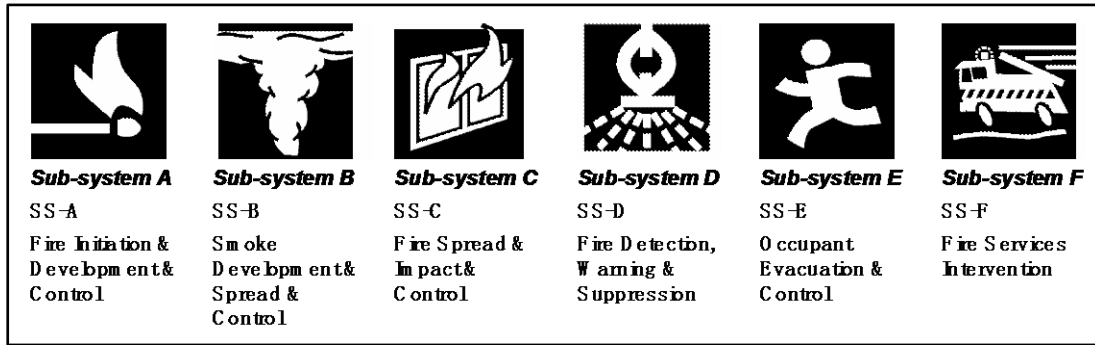 Sub-system A
SS-A
Fire Initiation &
Development &
Control
Sub-system B
SS-B
Smoke
Development &
Spread &
Control
Sub-system C
SS-C
Fire Spread &
Impact &
Control
Sub-system D
SS-D
Fire Detection,
Warning &
Suppression
Sub-system E
SS-E
Occupant
Evacuation &
Control
Sub-system F
SS-F
Fire Services
Intervention